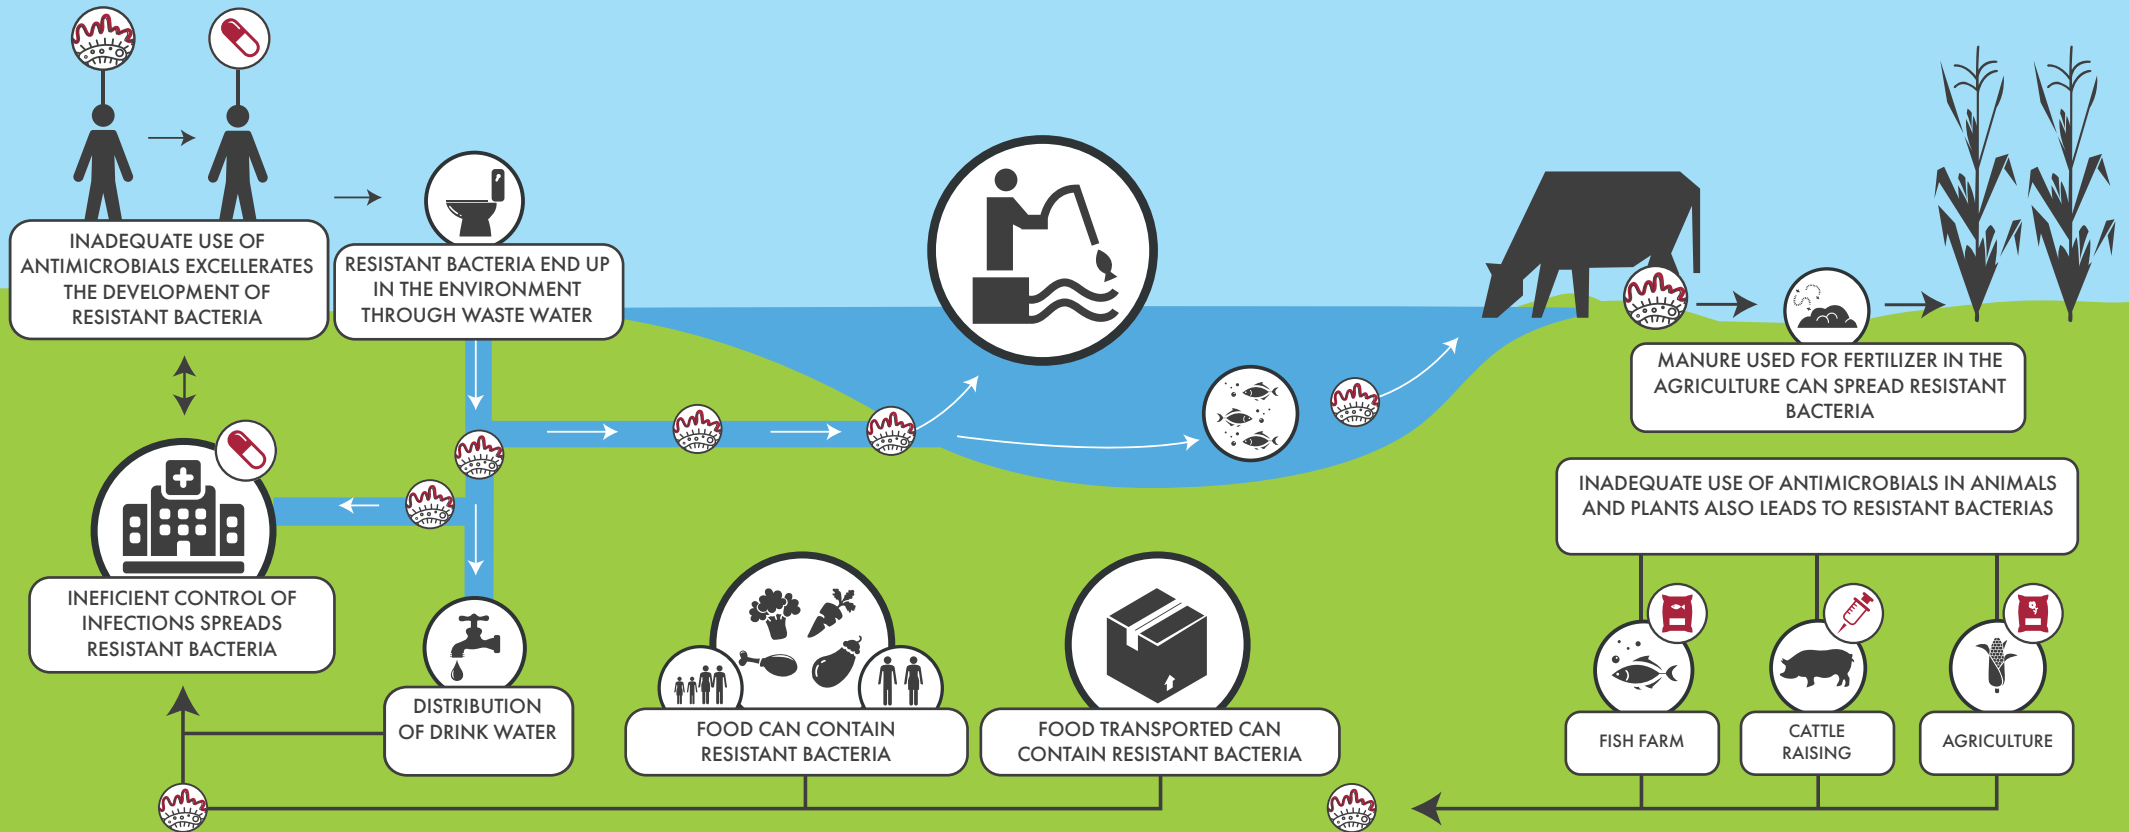 INADEQUATE USE OF
ANTIMICROBIALS EXCELLERATES
THE DEVELOPMENT OF
RESISTANT BACTERIA
RESISTANT BACTERIA END UP
IN THE ENVIRONMENT
THROUGH WASTE WATER
MANURE USED FOR FERTILIZER IN THE
AGRICULTURE CAN SPREAD RESISTANT
BACTERIA
INADEQUATE USE OF ANTIMICROBIALS IN ANIMALS
AND PLANTS ALSO LEADS TO RESISTANT BACTERIAS
INEFICIENT CONTROL OF
INFECTIONS SPREADS
RESISTANT BACTERIA
DISTRIBUTION
OF DRINK WATER
FOOD CAN CONTAIN
RESISTANT BACTERIA
FOOD TRANSPORTED CAN
CONTAIN RESISTANT BACTERIA
FISH FARM
CATTLE
RAISING
AGRICULTURE